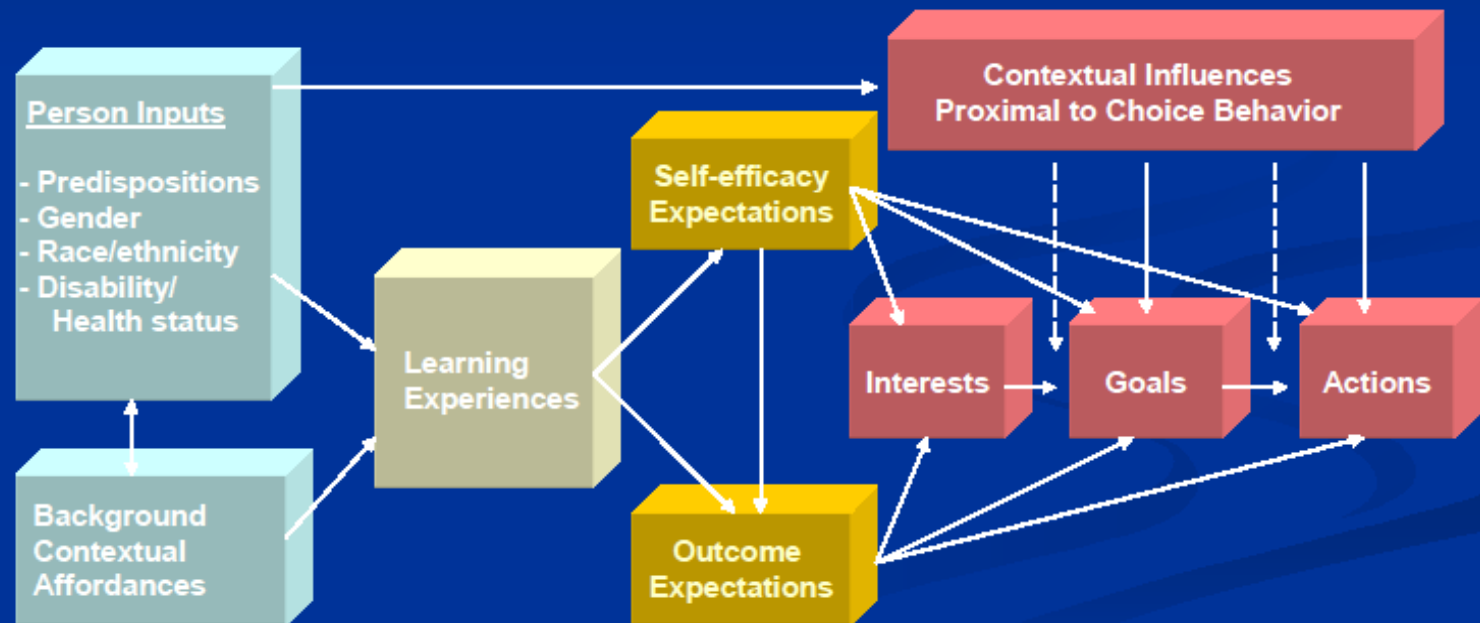 Person Inputs
- Predispositions
- Gender
- Race/ethnicity
- Disability/
Health status
Background
Contextual
Affordances
Learning
Experiences
Self-efficacy
Expectations
Outcome
Expectations
Contextual Influences
Proximal to Choice Behavior
Interests
Goals
Actions